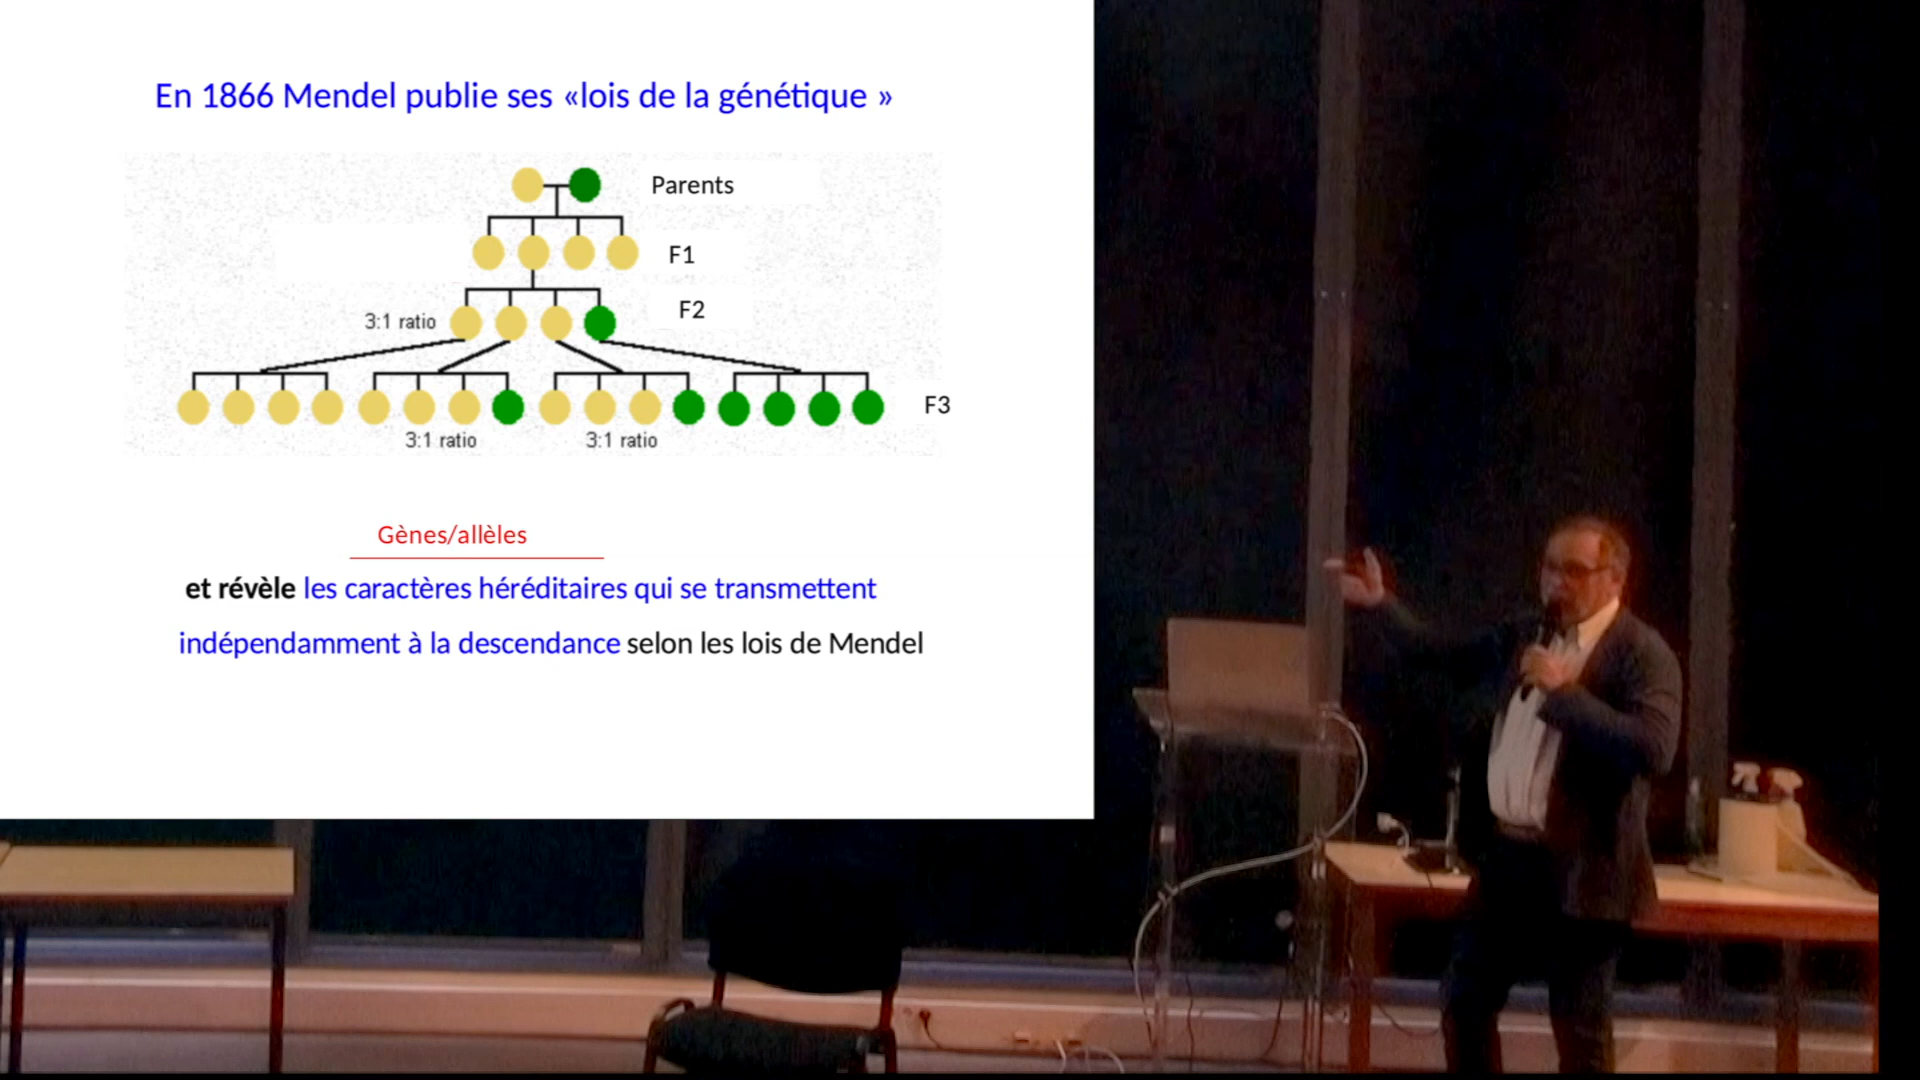 En 1866 Mendel publie ses «lois de la génétique »
Parents
F1
F2
3:1 ratio
F3
3:1 ratio 3:1 ratio
Gènes/allèles
et révèle les caractères héréditaires qui se transmettent
indépendamment à la descendance selon les lois de Mendel